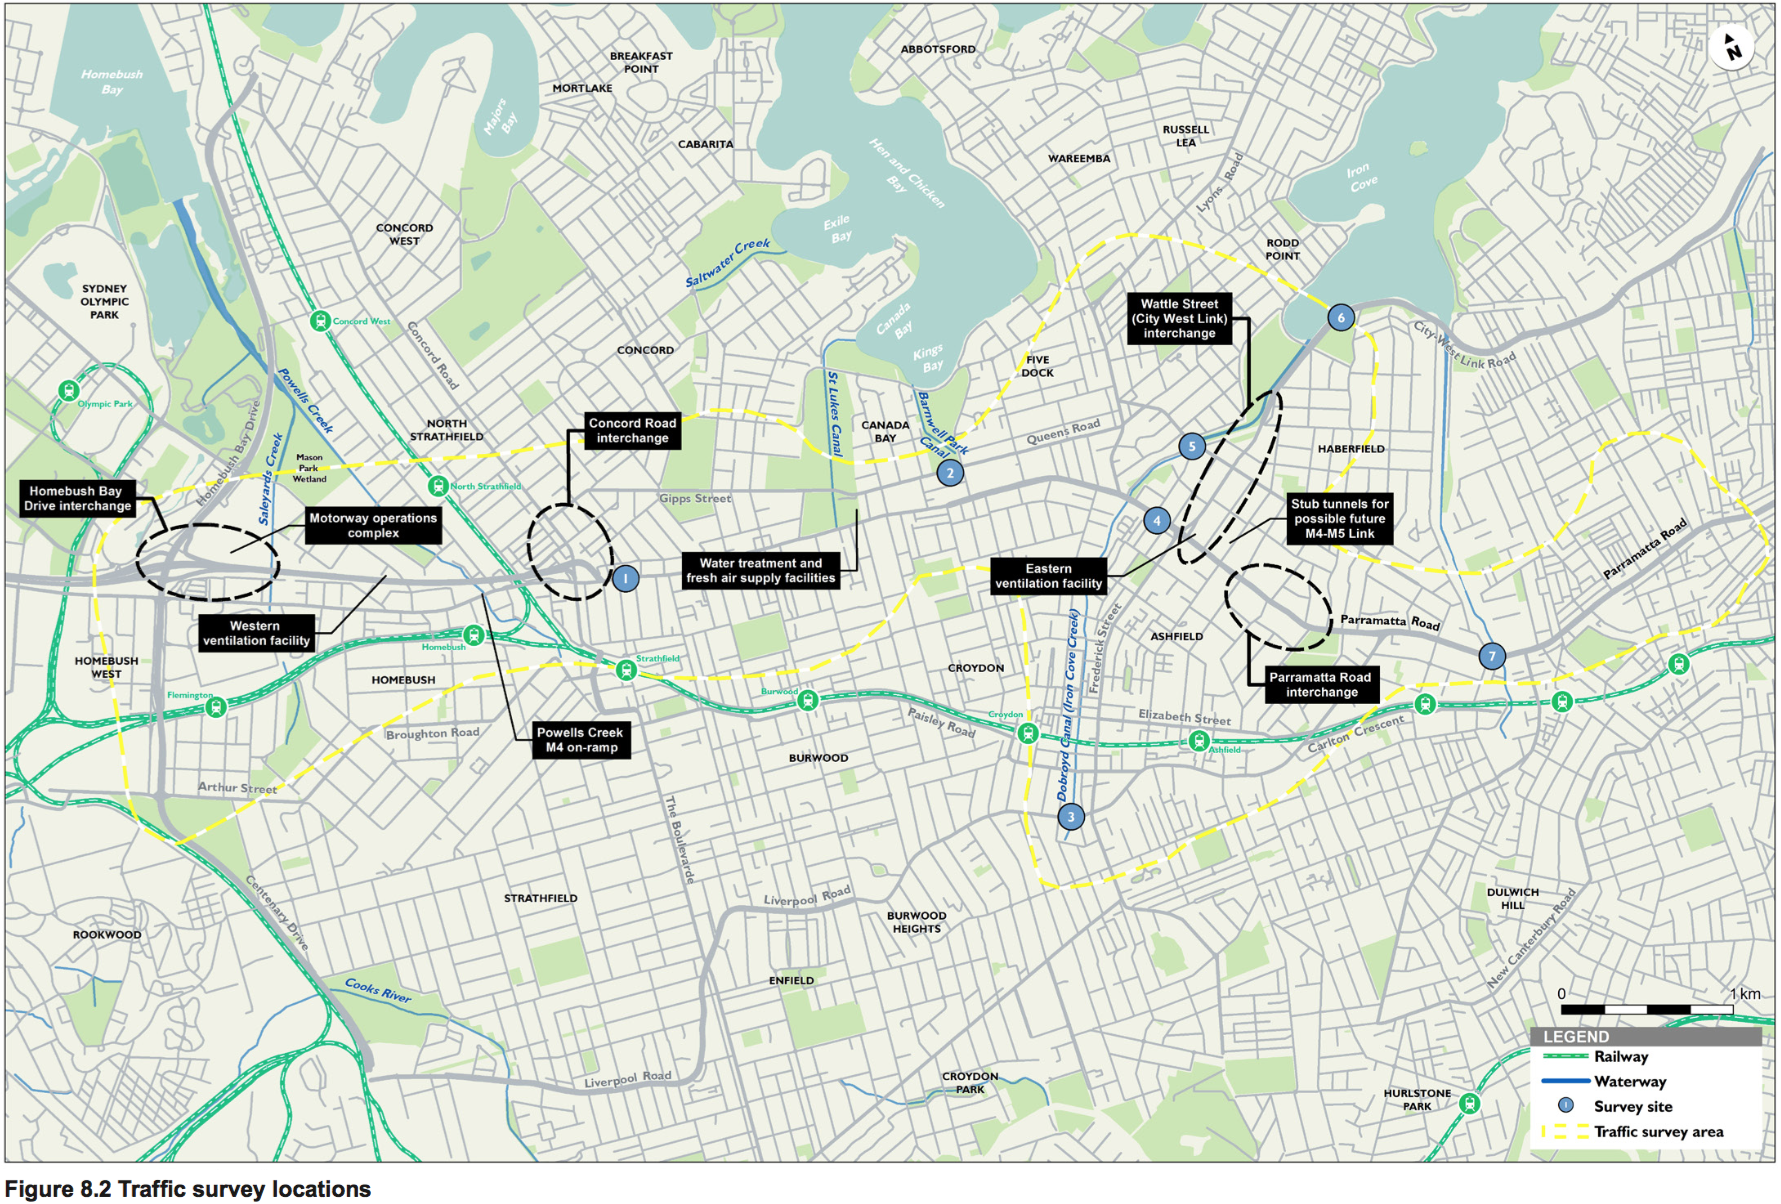 Homebush
Bay
BREAKFAST
POINT
MORTLAKE
ABBOTSFORD
N
Majors
Bay
CABARITA
Hen and Chicken
Bay
WAREEMBA
RUSSELL
LEA
Lyons Road
Iron
Cove
CONCORD
WEST
Exile
Bay
Saltwater Creek
RODD
POINT
SYDNEY
OLYMPIC
PARK
Concord West
Concord Road
CONCORD
Canada
Bay
Kings
Bay
FIVE
DOCK
Wattle Street
(City West Link)
interchange
6
City-West Link Road
Olympic Park
Powells Creek
Homebush Bay Drive
Saleyards Creek
NORTH
STRATHFIELD
Mason
Park
Wetland
North Strathfield
Concord Road
interchange
St Lukes Canal
CANADA
BAY
Barnwell Park
Canal
2
Queens Road
5
HABERFIELD
Homebush Bay
Drive interchange
Motorway operations
complex
Gipps Street
4
Stub tunnels for
possible future
M4-M5 Link
Parramatta Road
Water treatment and
fresh air supply facilities
1
Eastern
ventilation facility
Western
ventilation facility
Homebush
Strathfield
Dobroyd Canal (Iron Cove Creek)
Frederick Street
ASHFIELD
Parramatta Road
7
HOMEBUSH
WEST
Flemington
HOMEBUSH
CROYDON
Parramatta Road
interchange
Burwood
Croydon
Paisley Road
Elizabeth Street
Ashfield
Carlton Crescent
Broughton Road
Powells Creek
M4 on-ramp
BURWOOD
Arthur Street
The Boulevarde
3
Centenary Drive
STRATHFIELD
Liverpool Road
BURWOOD
HEIGHTS
DULWICH
HILL
New Canterbury Road
ROOKWOOD
Cooks River
ENFIELD
Liverpool Road
CROYDON
PARK
HURLSTONE
PARK
0
1 km
LEGEND
Railway
Waterway
1
Survey site
Traffic survey area
Figure 8.2 Traffic survey locations